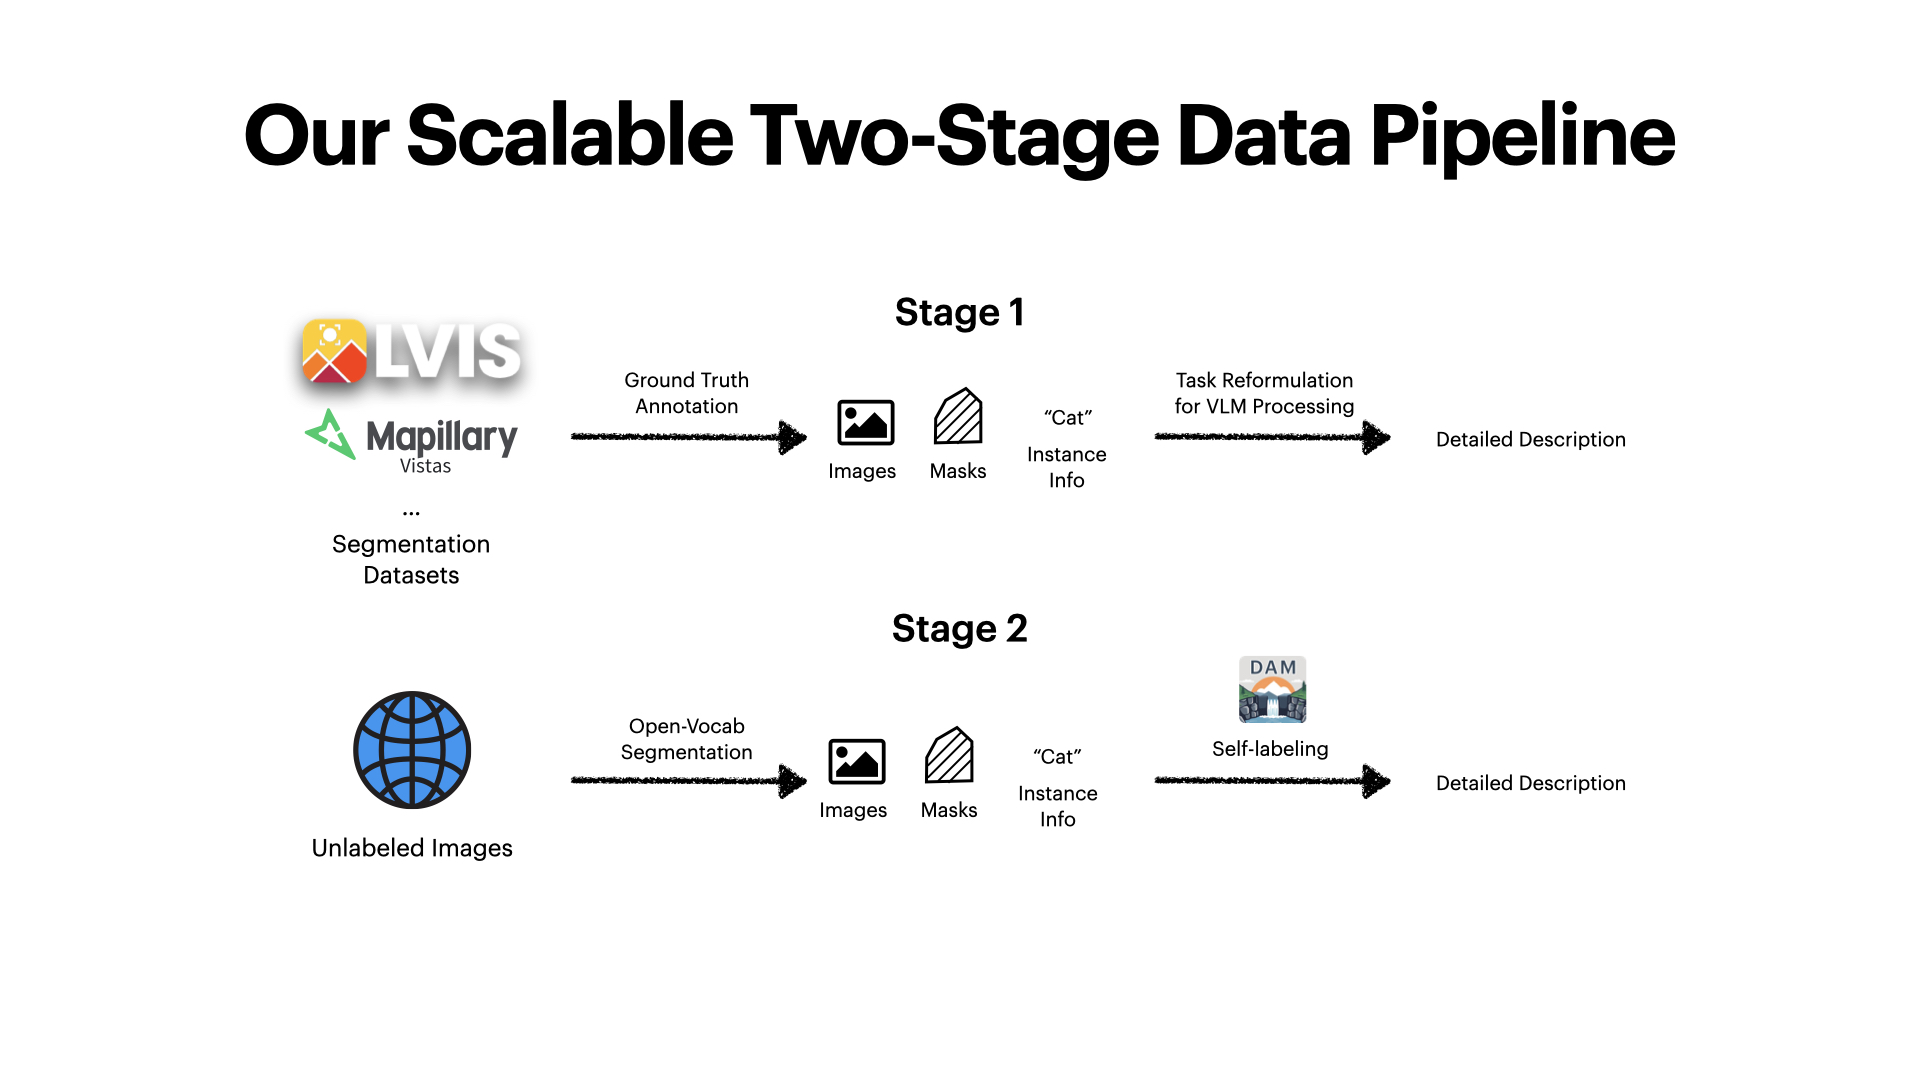 Our Scalable Two-Stage Data Pipeline
Stage 1
LVIS
Mapillary
Vistas
...
Segmentation
Datasets
Ground Truth
Annotation
Images
Masks
“Cat”
Instance
Info
Task Reformulation
for VLM Processing
Detailed Description
Stage 2
Unlabeled Images
Open-Vocab
Segmentation
Images
Masks
“Cat”
Instance
Info
DAM
Self-labeling
Detailed Description